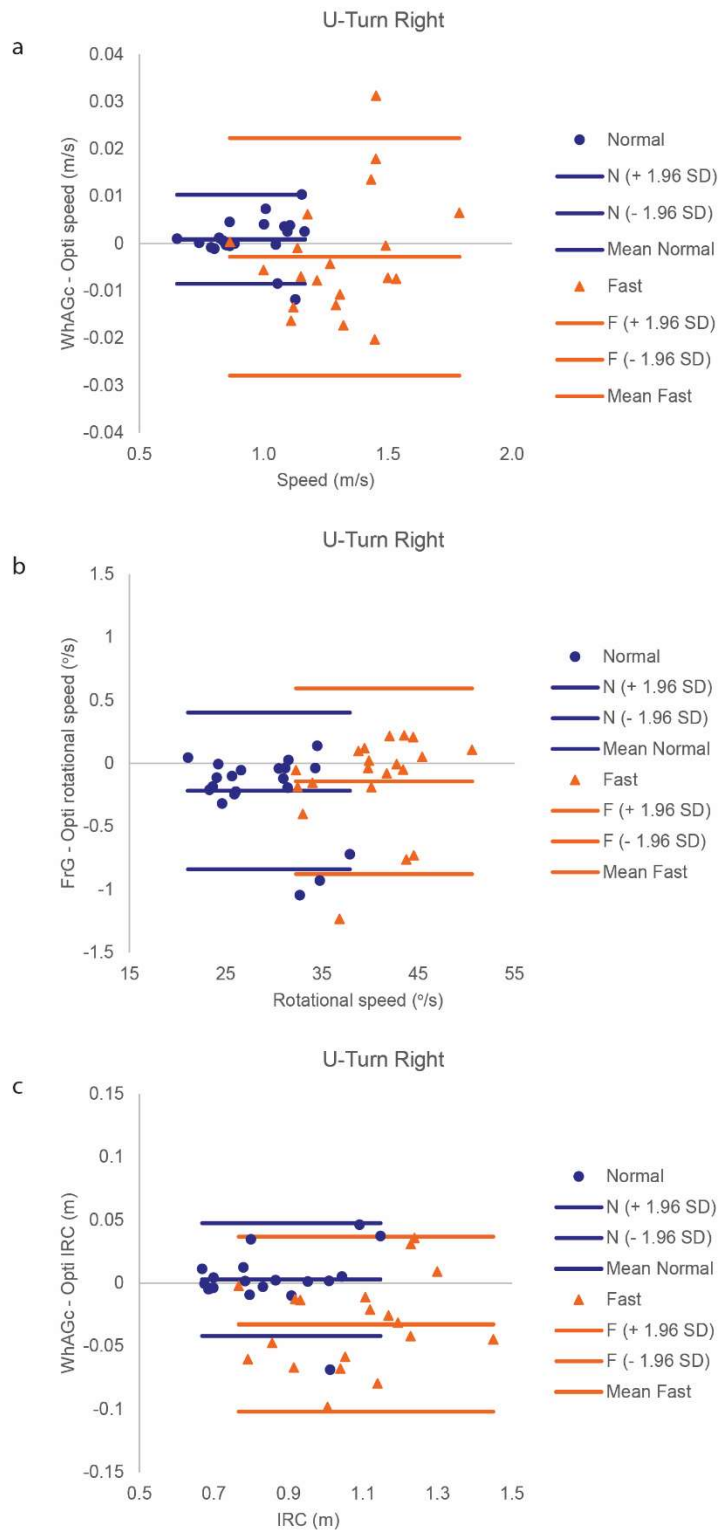 U-Turn Right
a
0.04
0.03
0.02
0.01
0
-0.01
-0.02
-0.03
-0.04
WhAGc - Opti speed (m/s)
0.5 1.0 1.5 2.0
Speed (m/s)
Normal
N (+ 1.96 SD)
N (- 1.96 SD)
Mean Normal
Fast
F (+ 1.96 SD)
F (- 1.96 SD)
Mean Fast
U-Turn Right
b
1.5
1
0.5
0
-0.5
-1
-1.5
FrG - Opti rotational speed (°/s)
15 25 35 45 55
Rotational speed (°/s)
Normal
N (+ 1.96 SD)
N (- 1.96 SD)
Mean Normal
Fast
F (+ 1.96 SD)
F (- 1.96 SD)
Mean Fast
U-Turn Right
c
0.15
0.1
0.05
0
-0.05
-0.1
-0.15
WhAGc - Opti IRC (m)
0.5 0.7 0.9 1.1 1.3 1.5
IRC (m)
Normal
N (+ 1.96 SD)
N (- 1.96 SD)
Mean Normal
Fast
F (+ 1.96 SD)
F (- 1.96 SD)
Mean Fast